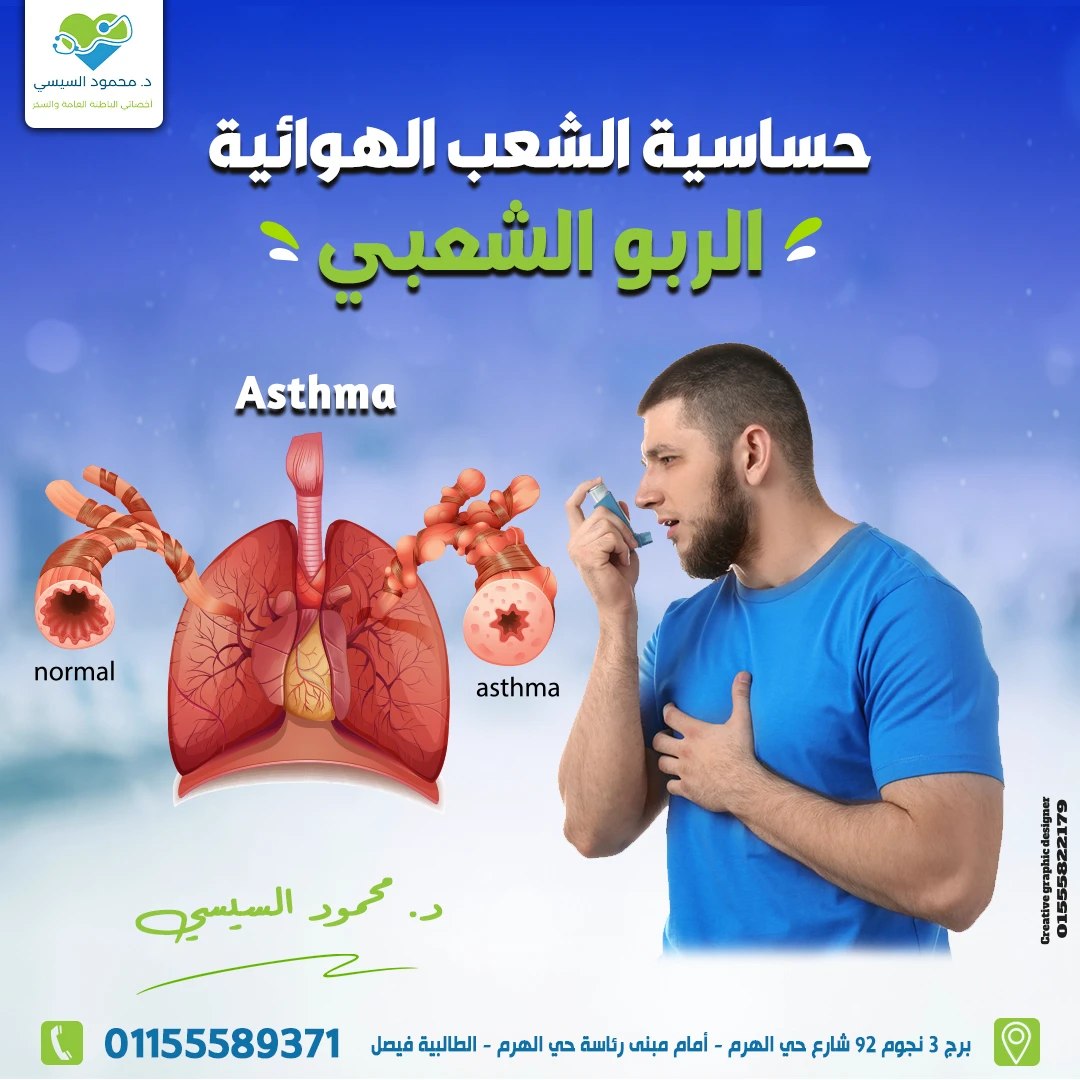 د. محمود السيسي
أخصائي الباطنة العامة والسكر
حساسية الشعب الهوائية
الربو الشعبي
Asthma
normal
asthma
د. محمود السيسي
Creative graphic designer
01555822179
برج 3 نجوم 92 شارع حي الهرم - أمام مبنى رئاسة حي الهرم - الطالبية فيصل
01155589371